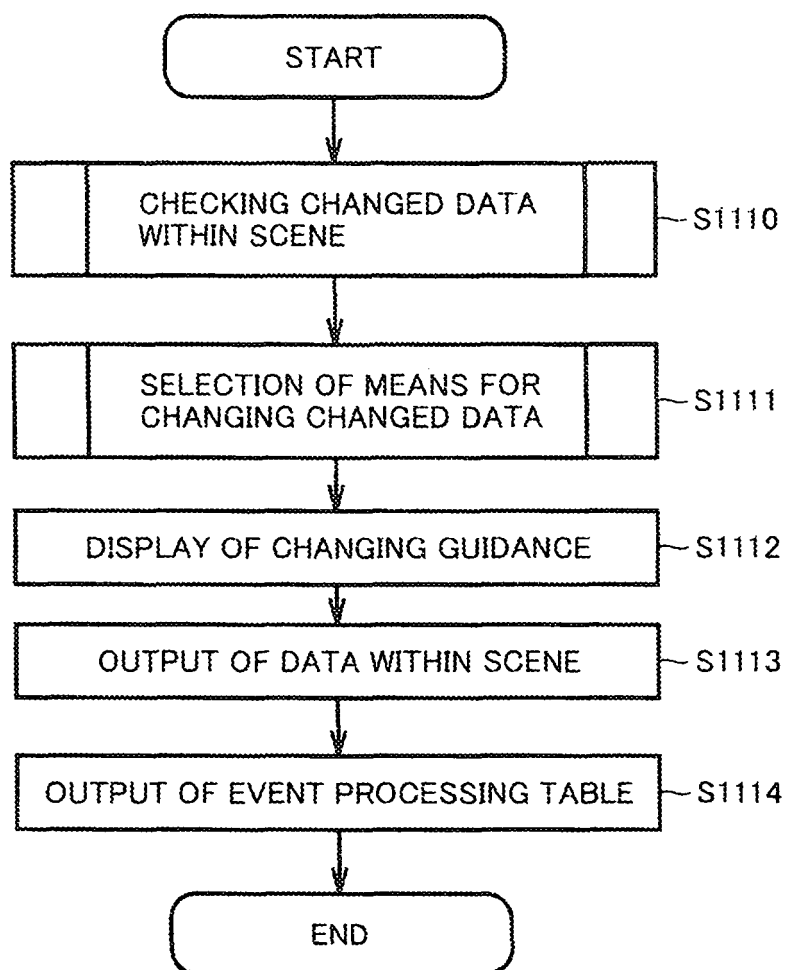 START
CHECKING CHANGED DATA
WITHIN SCENE
S1110
SELECTION OF MEANS FOR
CHANGING CHANGED DATA
S1111
DISPLAY OF CHANGING GUIDANCE
S1112
OUTPUT OF DATA WITHIN SCENE
S1113
OUTPUT OF EVENT PROCESSING TABLE
S1114
END